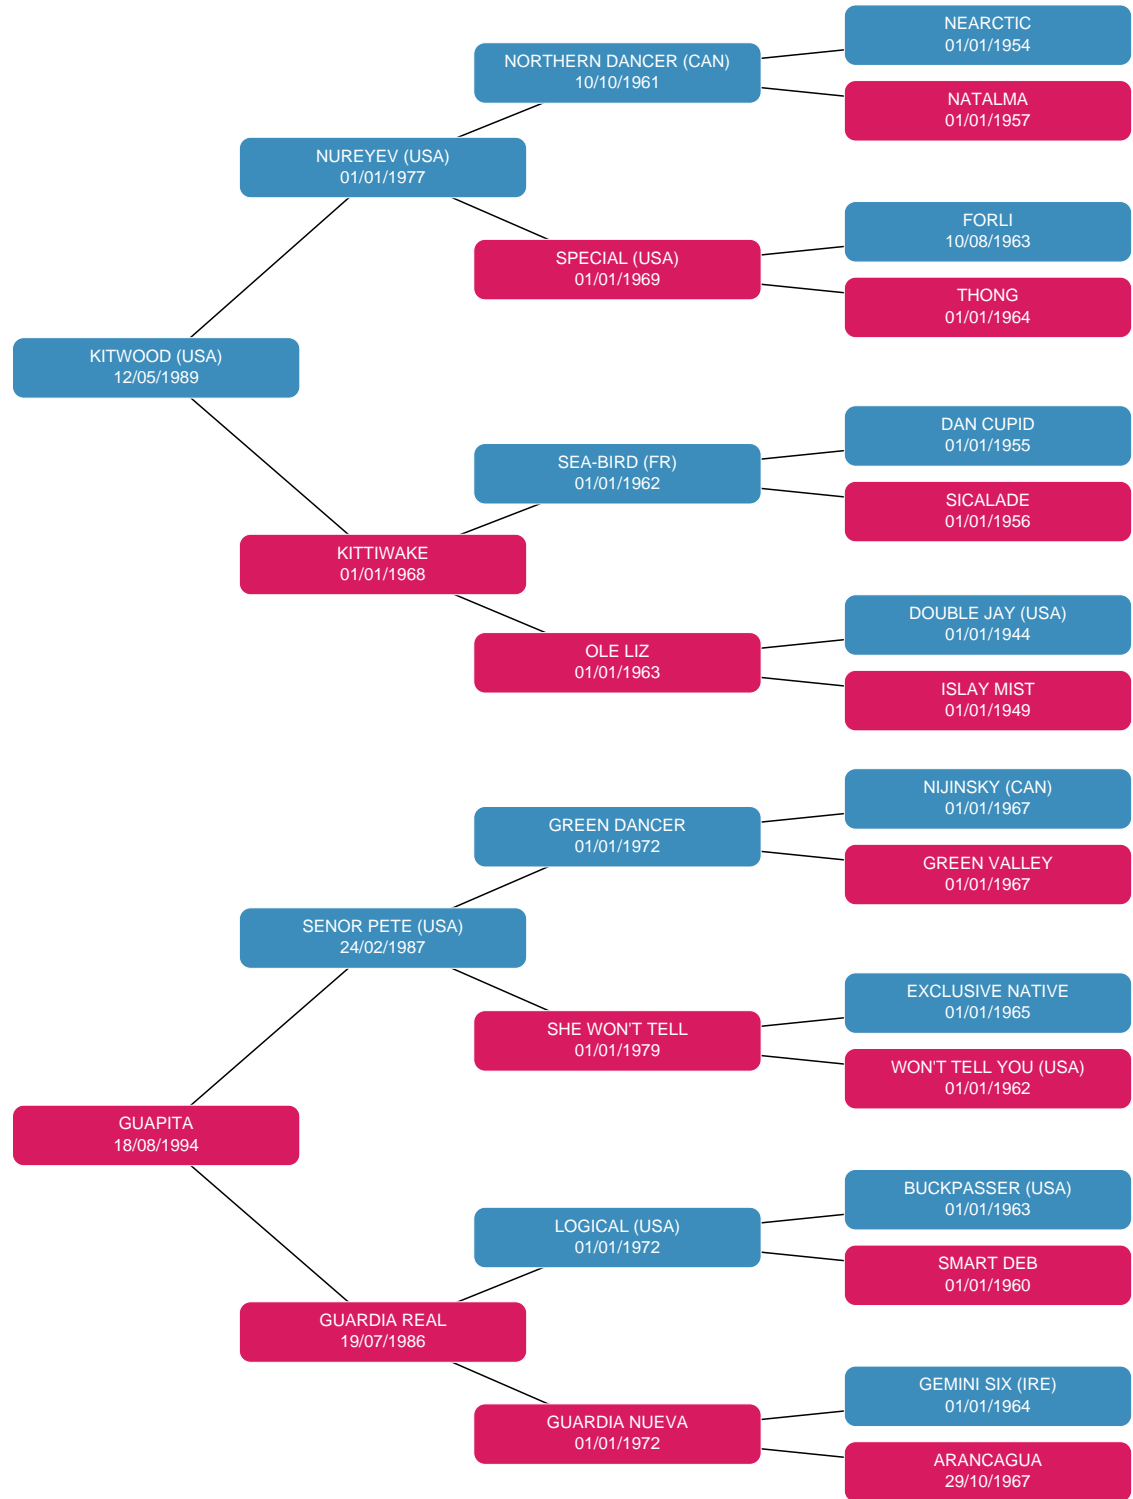 NEARCTIC
01/01/1954
NORTHERN DANCER (CAN)
10/10/1961
NATALMA
01/01/1957
NUREYEV (USA)
01/01/1977
FORLI
10/08/1963
SPECIAL (USA)
01/01/1969
THONG
01/01/1964
KITWOOD (USA)
12/05/1989
DAN CUPID
01/01/1955
SEA-BIRD (FR)
01/01/1962
SICALADE
01/01/1956
KITTIWAKE
01/01/1968
DOUBLE JAY (USA)
01/01/1944
OLE LIZ
01/01/1963
ISLAY MIST
01/01/1949
NIJINSKY (CAN)
01/01/1967
GREEN DANCER
01/01/1972
GREEN VALLEY
01/01/1967
SENOR PETE (USA)
24/02/1987
EXCLUSIVE NATIVE
01/01/1965
SHE WON'T TELL
01/01/1979
WON'T TELL YOU (USA)
01/01/1962
GUAPITA
18/08/1994
BUCKPASSER (USA)
01/01/1963
LOGICAL (USA)
01/01/1972
SMART DEB
01/01/1960
GUARDIA REAL
19/07/1986
GEMINI SIX (IRE)
01/01/1964
GUARDIA NUEVA
01/01/1972
ARANCAGUA
29/10/1967